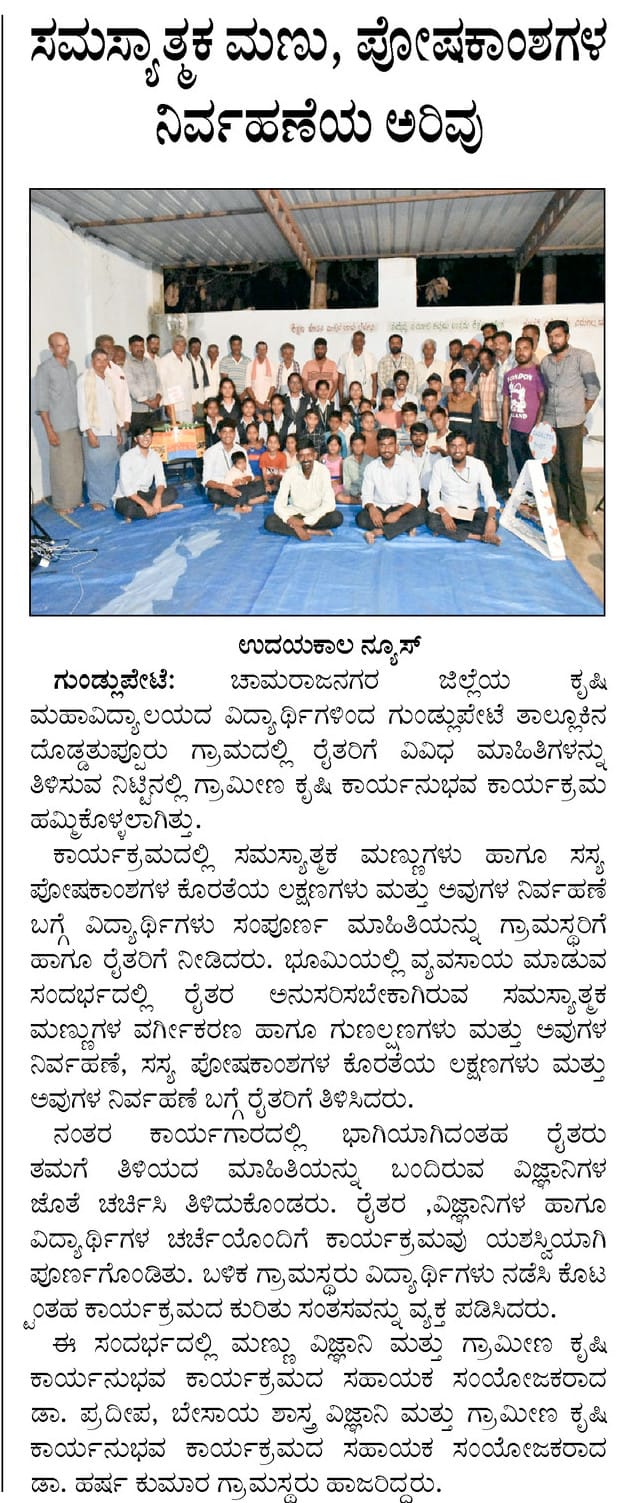 ಸಮಸ್ಯಾತ್ಮಕ ಮಣು, ಪೋಷಕಾಂಶಗಳ
ನಿರ್ವಹಣೆಯ ಅರಿವು
LONDON
ಉದಯಕಾಲ ನ್ಯೂಸ್
ಗುಂಡ್ಲುಪೇಟೆ: ಚಾಮರಾಜನಗರ ಜಿಲ್ಲೆಯ ಕೃಷಿ
ಮಹಾವಿದ್ಯಾಲಯದ ವಿದ್ಯಾರ್ಥಿಗಳಿಂದ ಗುಂಡ್ಲುಪೇಟೆ ತಾಲ್ಲೂಕಿನ
ದೊಡ್ಡತುಪ್ಪೂರು ಗ್ರಾಮದಲ್ಲಿ ರೈತರಿಗೆ ವಿವಿಧ ಮಾಹಿತಿಗಳನ್ನು
ತಿಳಿಸುವ ನಿಟ್ಟಿನಲ್ಲಿ ಗ್ರಾಮೀಣ ಕೃಷಿ ಕಾರ್ಯನುಭವ ಕಾರ್ಯಕ್ರಮ
ಹಮ್ಮಿಕೊಳ್ಳಲಾಗಿತ್ತು.
ಕಾರ್ಯಕ್ರಮದಲ್ಲಿ ಸಮಸ್ಯಾತ್ಮಕ ಮಣ್ಣುಗಳು ಹಾಗೂ ಸಸ್ಯ
ಪೋಷಕಾಂಶಗಳ ಕೊರತೆಯ ಲಕ್ಷಣಗಳು ಮತ್ತು ಅವುಗಳ ನಿರ್ವಹಣೆ
ಬಗ್ಗೆ ವಿದ್ಯಾರ್ಥಿಗಳು ಸಂಪೂರ್ಣ ಮಾಹಿತಿಯನ್ನು ಗ್ರಾಮಸ್ಥರಿಗೆ
ಹಾಗೂ ರೈತರಿಗೆ ನೀಡಿದರು. ಭೂಮಿಯಲ್ಲಿ ವ್ಯವಸಾಯ ಮಾಡುವ
ಸಂದರ್ಭದಲ್ಲಿ ರೈತರ ಅನುಸರಿಸಬೇಕಾಗಿರುವ ಸಮಸ್ಯಾತ್ಮಕ
ಮಣ್ಣುಗಳ ವರ್ಗೀಕರಣ ಹಾಗೂ ಗುಣಲ್ಷಣಗಳು ಮತ್ತು ಅವುಗಳ
ನಿರ್ವಹಣೆ, ಸಸ್ಯ ಪೋಷಕಾಂಶಗಳ ಕೊರತೆಯ ಲಕ್ಷಣಗಳು ಮತ್ತು
ಅವುಗಳ ನಿರ್ವಹಣೆ ಬಗ್ಗೆ ರೈತರಿಗೆ ತಿಳಿಸಿದರು.
ನಂತರ ಕಾರ್ಯಗಾರದಲ್ಲಿ ಭಾಗಿಯಾಗಿದಂತಹ ರೈತರು
ತಮಗೆ ತಿಳಿಯದ ಮಾಹಿತಿಯನ್ನು ಬಂದಿರುವ ವಿಜ್ಞಾನಿಗಳ
ಜೊತೆ ಚರ್ಚಿಸಿ ತಿಳಿದುಕೊಂಡರು. ರೈತರ ,ವಿಜ್ಞಾನಿಗಳ ಹಾಗೂ
ವಿದ್ಯಾರ್ಥಿಗಳ ಚರ್ಚೆಯೊಂದಿಗೆ ಕಾರ್ಯಕ್ರಮವು ಯಶಸ್ವಿಯಾಗಿ
ಪೂರ್ಣಗೊಂಡಿತು. ಬಳಿಕ ಗ್ರಾಮಸ್ಥರು ವಿದ್ಯಾರ್ಥಿಗಳು ನಡೆಸಿ ಕೊಟ
್ಟಂತಹ ಕಾರ್ಯಕ್ರಮದ ಕುರಿತು ಸಂತಸವನ್ನು ವ್ಯಕ್ತ ಪಡಿಸಿದರು.
ಈ ಸಂದರ್ಭದಲ್ಲಿ ಮಣ್ಣು ವಿಜ್ಞಾನಿ ಮತ್ತು ಗ್ರಾಮೀಣ ಕೃಷಿ
ಕಾರ್ಯನುಭವ ಕಾರ್ಯಕ್ರಮದ ಸಹಾಯಕ ಸಂಯೋಜಕರಾದ
ಡಾ. ಪ್ರದೀಪ, ಬೇಸಾಯ ಶಾಸ್ತ್ರ ವಿಜ್ಞಾನಿ ಮತ್ತು ಗ್ರಾಮೀಣ ಕೃಷಿ
ಕಾರ್ಯನುಭವ ಕಾರ್ಯಕ್ರಮದ ಸಹಾಯಕ ಸಂಯೋಜಕರಾದ
ಡಾ. ಹರ್ಷ ಕುಮಾರ ಗ್ರಾಮಸ್ಥರು ಹಾಜರಿದ್ದರು.